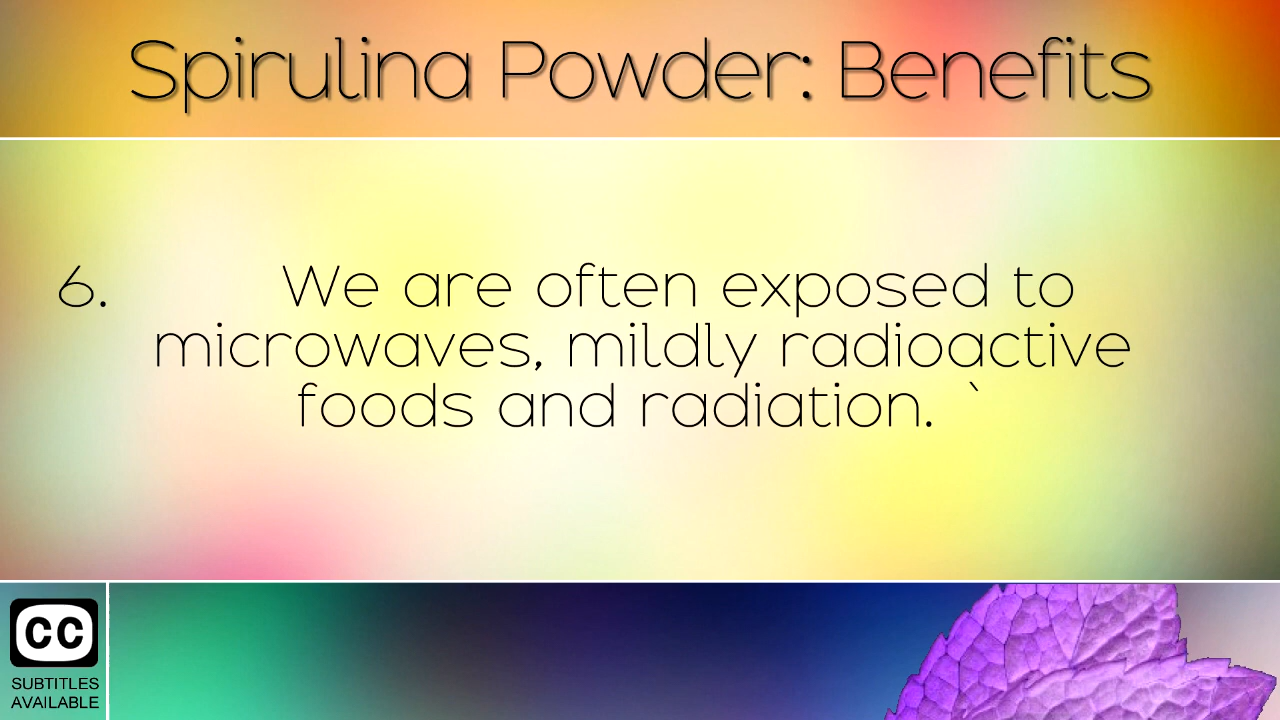 Spirulina Powder: Benefits
6. We are often exposed to
microwaves, mildly radioactive
foods and radiation. `
CC
SUBTITLES
AVAILABLE